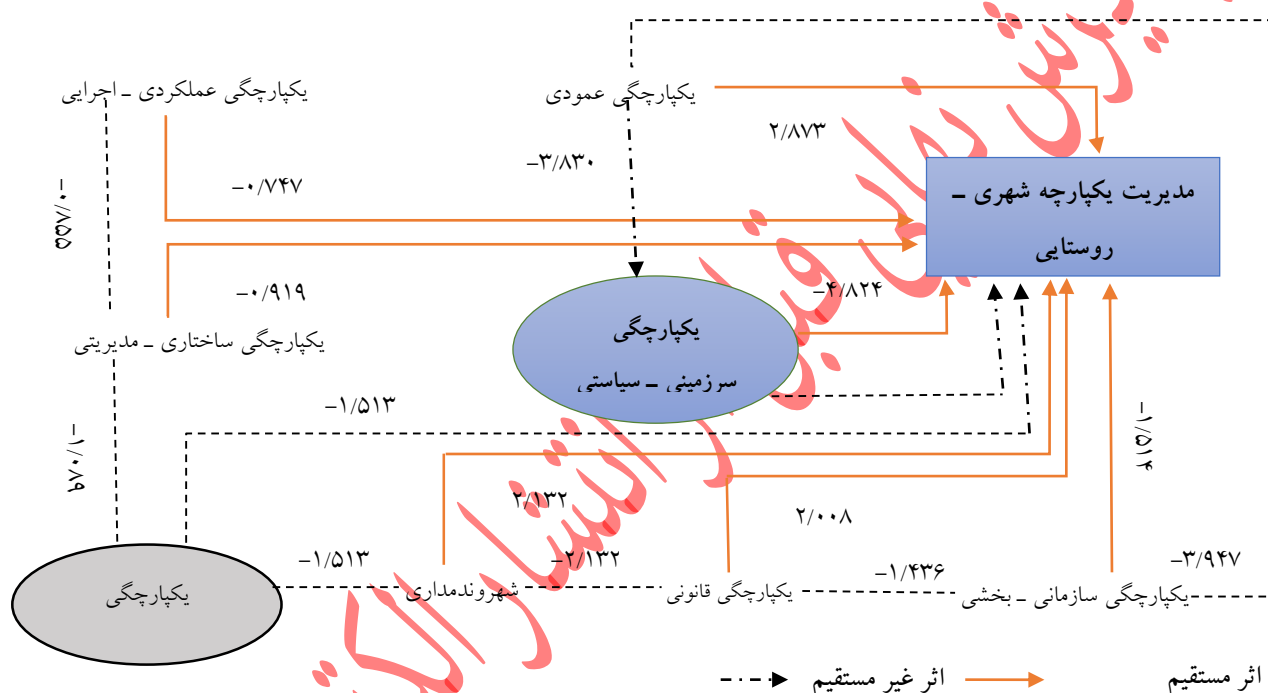 یکپارچگی عملکردی ـ اجرایی
یکپارچگی عمودی
۲/۸۷۳
−۳/۸۳۰
−۰/۷۴۷
−۰/۸۵۵
مدیریت یکپارچه شهری ـ
روستایی
−۰/۹۱۹
−۴/۸۲۴
یکپارچگی ساختاری ـ مدیریتی
یکپارچگی
سرزمینی ـ سیاستی
−۱/۵۱۳
−۱/۰۸۹
−۱/۵۱۴
۲/۱۳۲
۲/۰۰۸
−۱/۵۱۳
−۲/۱۳۲
−۱/۴۳۶
−۳/۹۴۷
یکپارچگی
شهروندمداری
یکپارچگی قانونی
یکپارچگی سازمانی ـ بخشی
اثر مستقیم
اثر غیر مستقیم